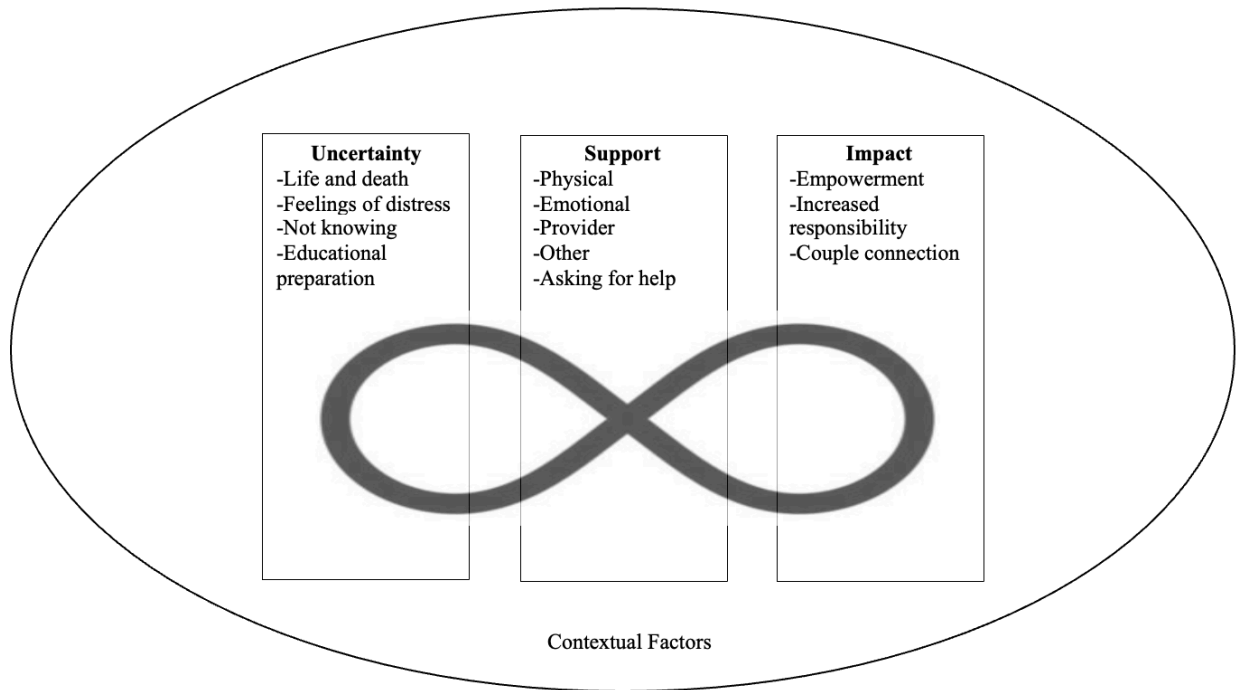 Uncertainty
-Life and death
-Feelings of distress
-Not knowing
-Educational
preparation
Support
-Physical
-Emotional
-Provider
-Other
-Asking for help
Impact
-Empowerment
-Increased
responsibility
-Couple connection
Contextual Factors